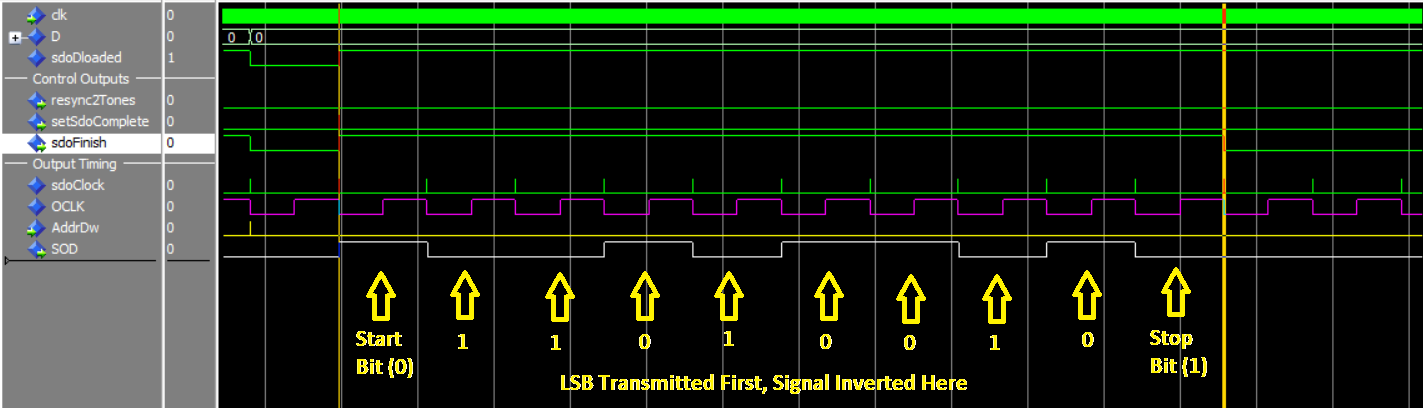 clk 0
D 0 0 0
sdoDloaded 1
Control Outputs
resync2Tones 0
setSdoComplete 0
sdoFinish 0
Output Timing
sdoClock 0
OCLK 0
AddrDw 0
SOD 0
Start 1 1 0 1 0 0 1 0 Stop
Bit (0) Bit (1)
LSB Transmitted First, Signal Inverted Here